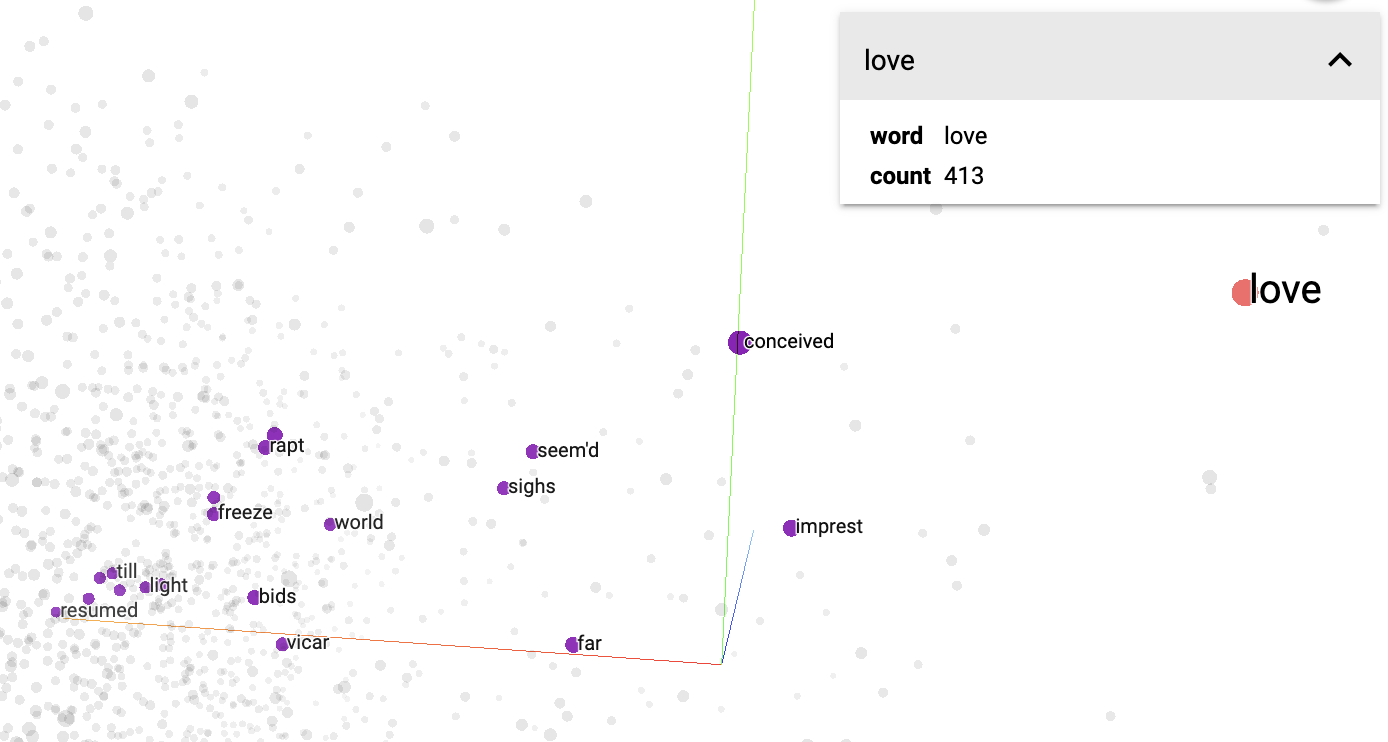 love
word love
count 413
love
conceived
rapt
seem'd
sighs
freeze
world
imprest
till
light
bids
resumed
vicar
far